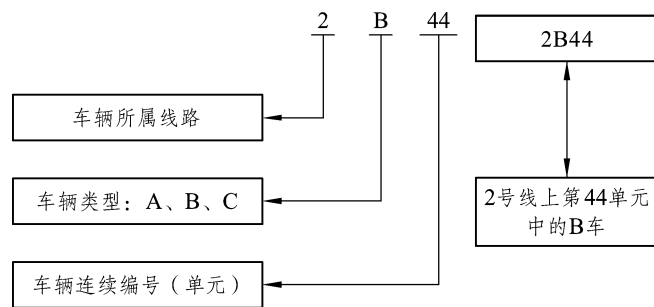 2 B 44
2B44
车辆所属线路
车辆类型：A、B、C
2号线上第44单元
中的B车
车辆连续编号（单元）